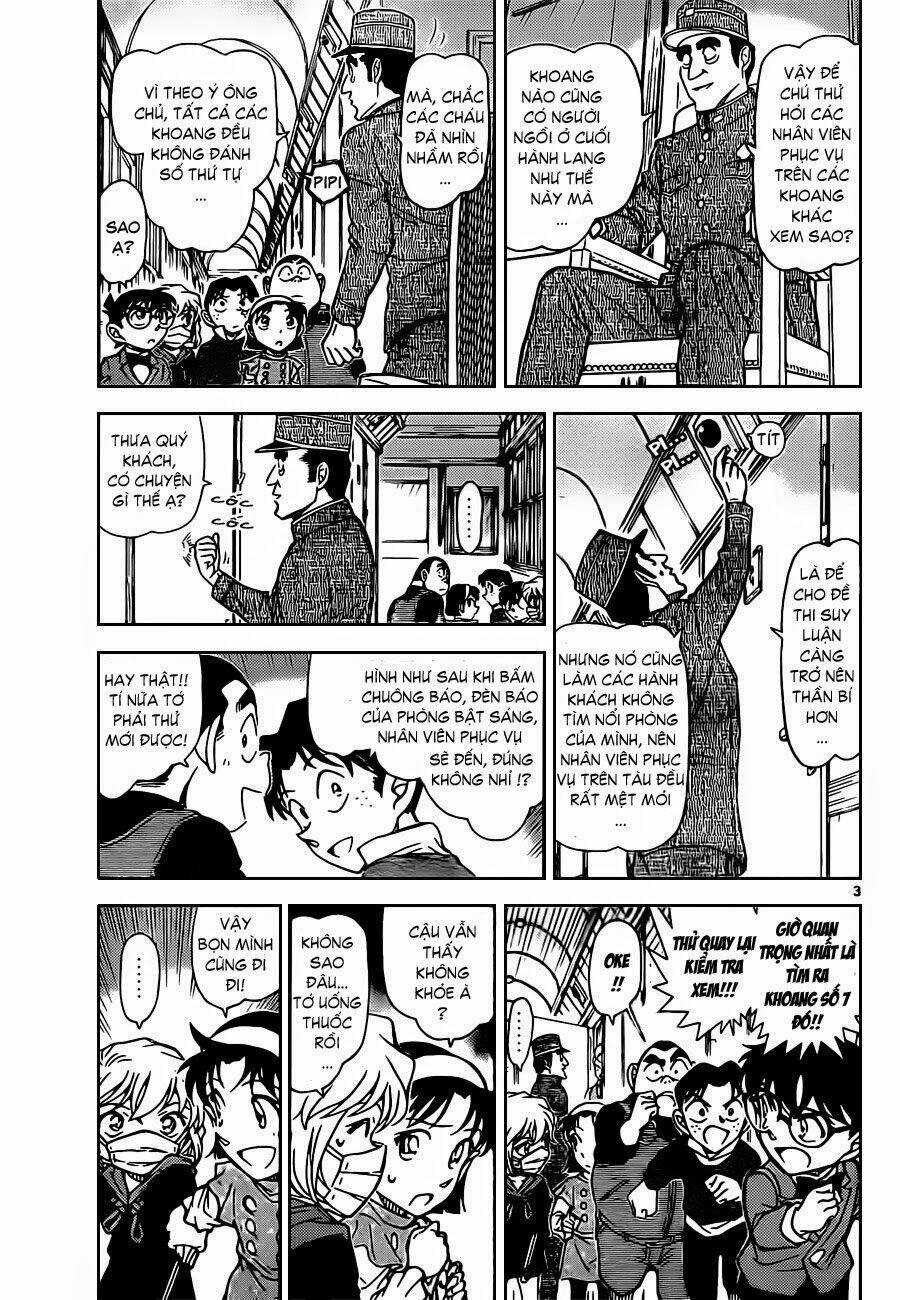 VẬY ĐỂ
CHÚ THỬ
HỎI CÁC
NHÂN VIÊN
PHỤC VỤ
TRÊN CÁC
KHOANG
KHÁC
XEM SAO?
KHOANG
NÀO CŨNG
CÓ NGƯỜI
NGỒI Ở CUỐI
HÀNH LANG
NHƯ THẾ
NÀY MÀ
...
MÀ, CHẮC
CÁC CHÁU
ĐÃ NHÌN
NHẦM RỒI
...
VÌ THEO Ý ÔNG
CHỦ, TẤT CẢ CÁC
KHOANG ĐỀU
KHÔNG ĐÁNH
SỐ THỨ TỰ
...
PIPI
SAO
Ạ?
TÍT
PI...
PI...
LÀ ĐỂ
CHO ĐỀ
THI SUY
LUẬN
CÀNG
TRỞ NÊN
THẦN BÍ
HƠN
...
NHƯNG NÓ CŨNG
LÀM CÁC HÀNH
KHÁCH KHÔNG
TÌM NỔI PHÒNG
CỦA MÌNH, NÊN
NHÂN VIÊN PHỤC
VỤ TRÊN TÀU ĐỀU
RẤT MỆT MỎI
...
......
CỐC
CỐC
THƯA QUÝ
KHÁCH,
CÓ CHUYỆN
GÌ THẾ Ạ?
HÌNH NHƯ SAU KHI BẤM
CHUÔNG BÁO, ĐÈN BÁO
CỦA PHÒNG BẬT SÁNG,
NHÂN VIÊN PHỤC VỤ
SẼ ĐẾN, ĐÚNG
KHÔNG NHỈ !?
HAY THẬT!!
TÍ NỮA TỚ
PHẢI THỬ
MỚI ĐƯỢC!
3
GIỜ QUAN
TRỌNG NHẤT LÀ
TÌM RA
KHOANG SỐ 7
ĐÓ!!
THỬ QUAY LẠI
KIỂM TRA
XEM!!!
OKE
!!
......
CẬU VẪN
THẤY
KHÔNG
KHỎE À
?
KHÔNG
SAO
ĐÂU...
TỚ UỐNG
THUỐC
RỒI
...
VẬY
BỌN MÌNH
CŨNG ĐI
ĐI!
......